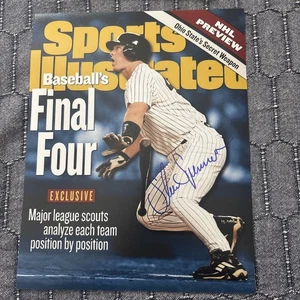 Sports
Illustrated
NHL
PREVIEW
Ohio State's Secret Weapon
Baseball's
Final
Four
EXCLUSIVE
Major league scouts
analyze each team
position by position